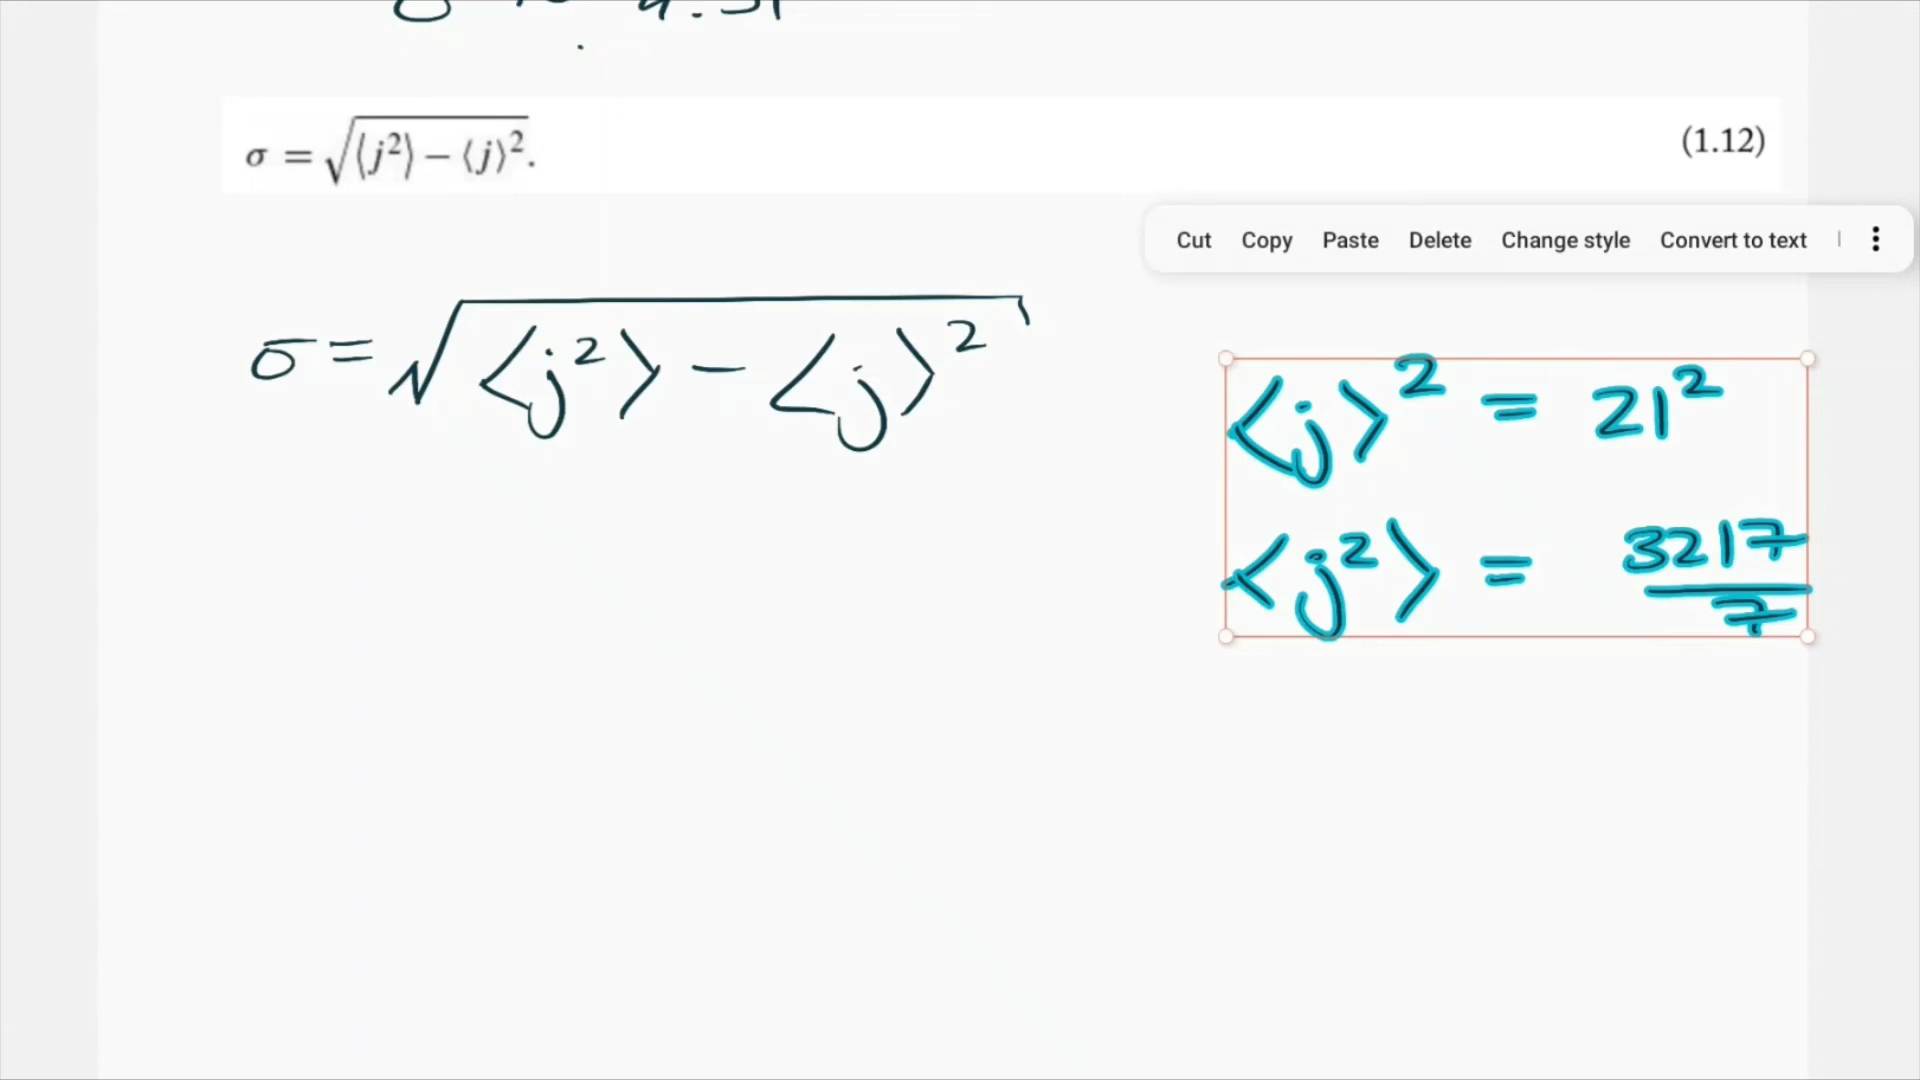 σ = √⟨j²⟩ − ⟨j⟩². (1.12)
Cut Copy Paste Delete Change style Convert to text
σ = √⟨j²⟩ − ⟨j⟩²
⟨j⟩² = 21²
⟨j²⟩ = 3217/7